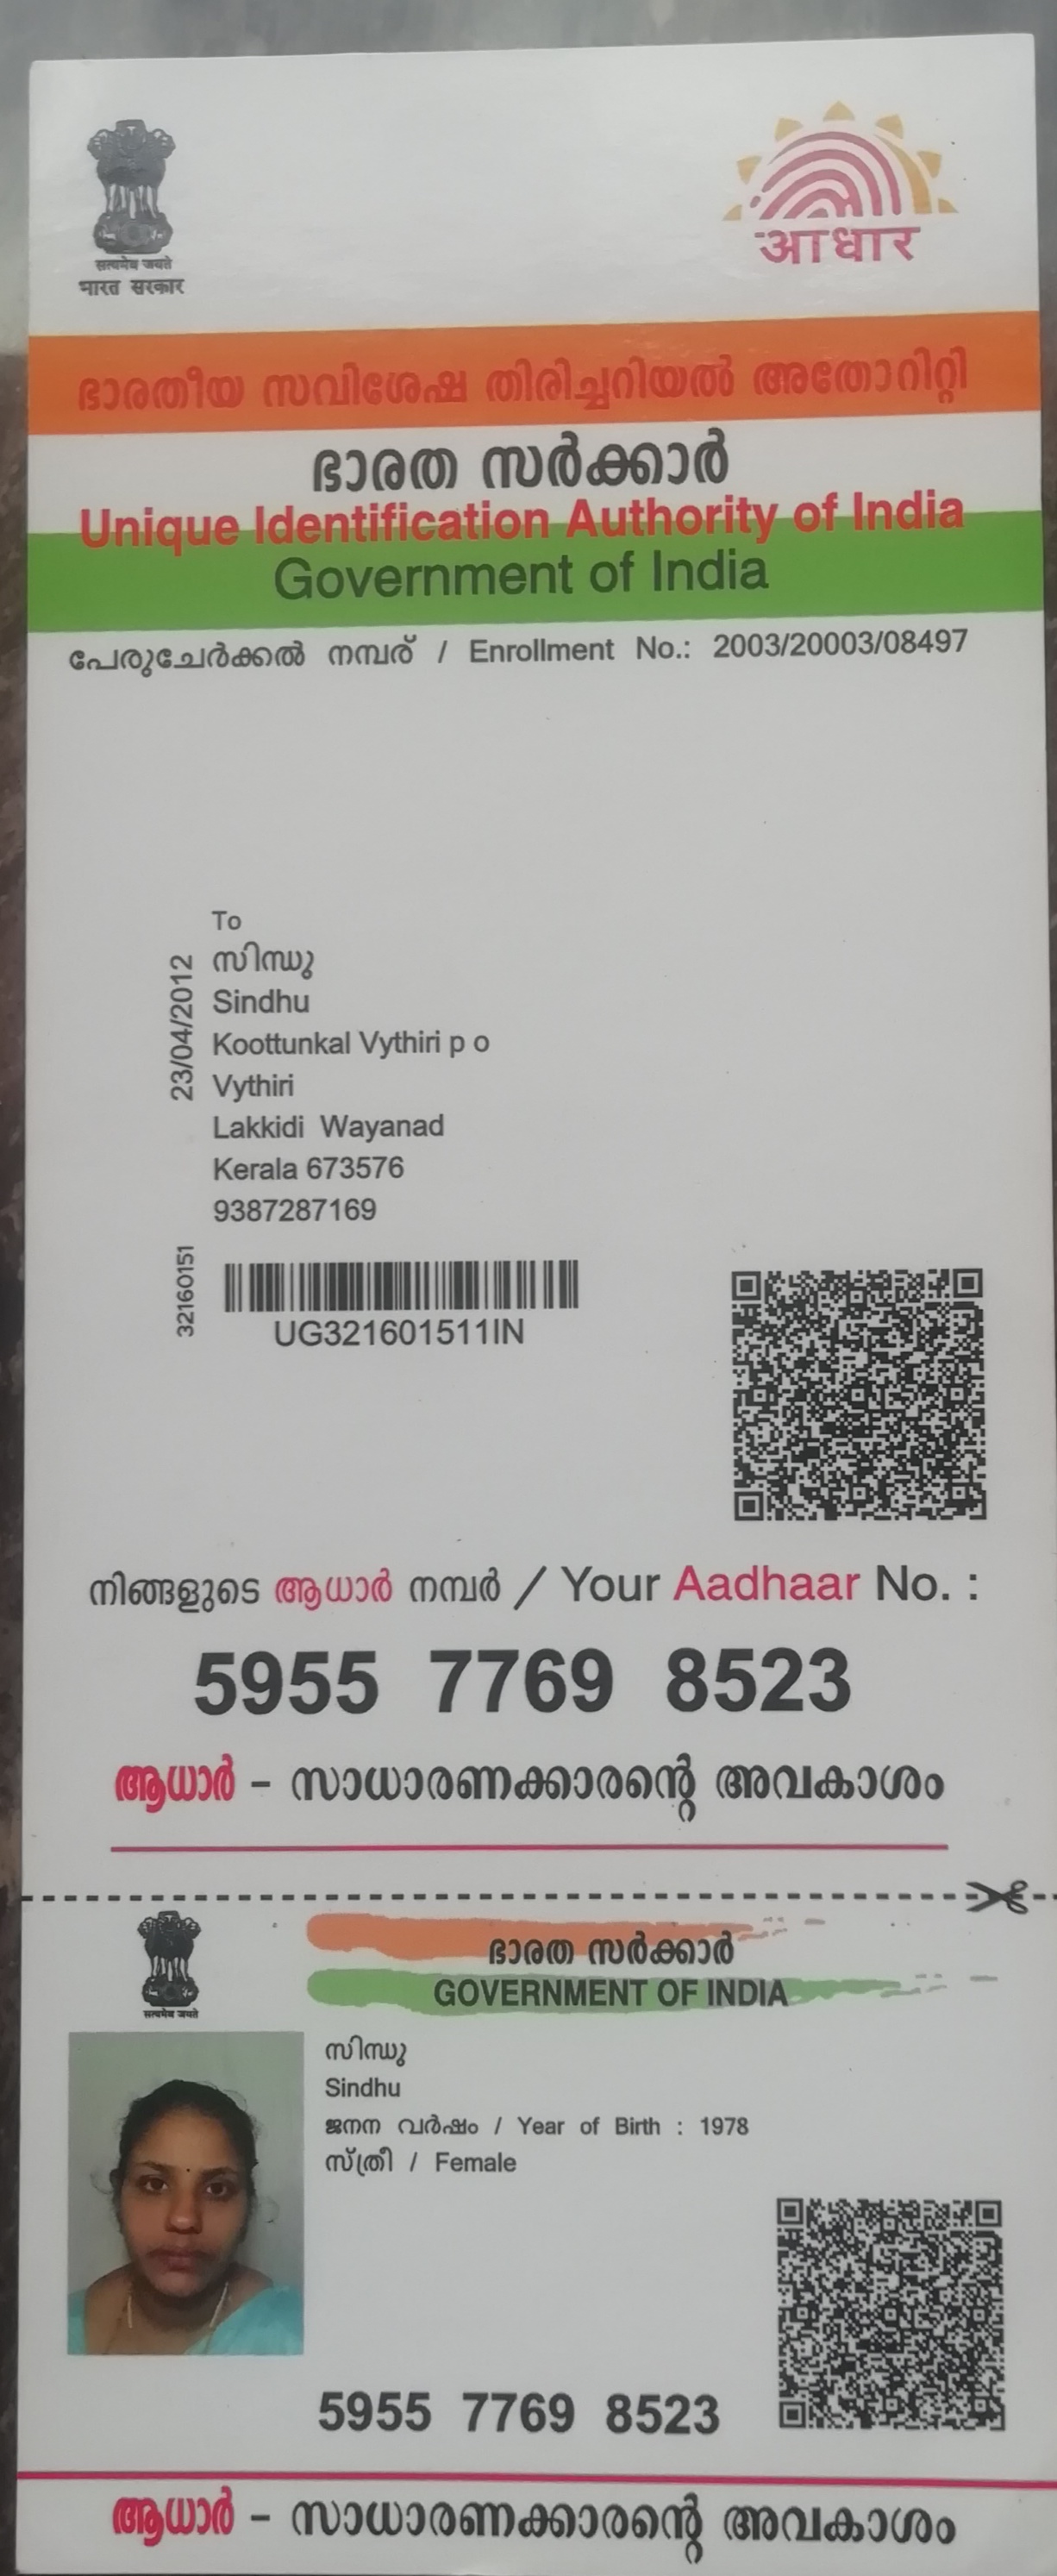 सत्यमेव जयते
भारत सरकार
आधार
ഭാരതീയ സവിശേഷ തിരിച്ചറിയൽ അതോറിറ്റി
ഭാരത സർക്കാർ
Unique Identification Authority of India
Government of India
പേരുചേർക്കൽ നമ്പര് / Enrollment No.: 2003/20003/08497
To
സിന്ധു
Sindhu
Koottunkal Vythiri p o
Vythiri
Lakkidi Wayanad
Kerala 673576
9387287169
23/04/2012
32160151
UG321601511IN
നിങ്ങളുടെ ആധാർ നമ്പർ / Your Aadhaar No. :
5955 7769 8523
ആധാർ - സാധാരണക്കാരന്റെ അവകാശം
ഭാരത സർക്കാർ
GOVERNMENT OF INDIA
सत्यमेव जयते
സിന്ധു
Sindhu
ജനന വർഷം / Year of Birth : 1978
സ്ത്രീ / Female
5955 7769 8523
ആധാർ - സാധാരണക്കാരന്റെ അവകാശം